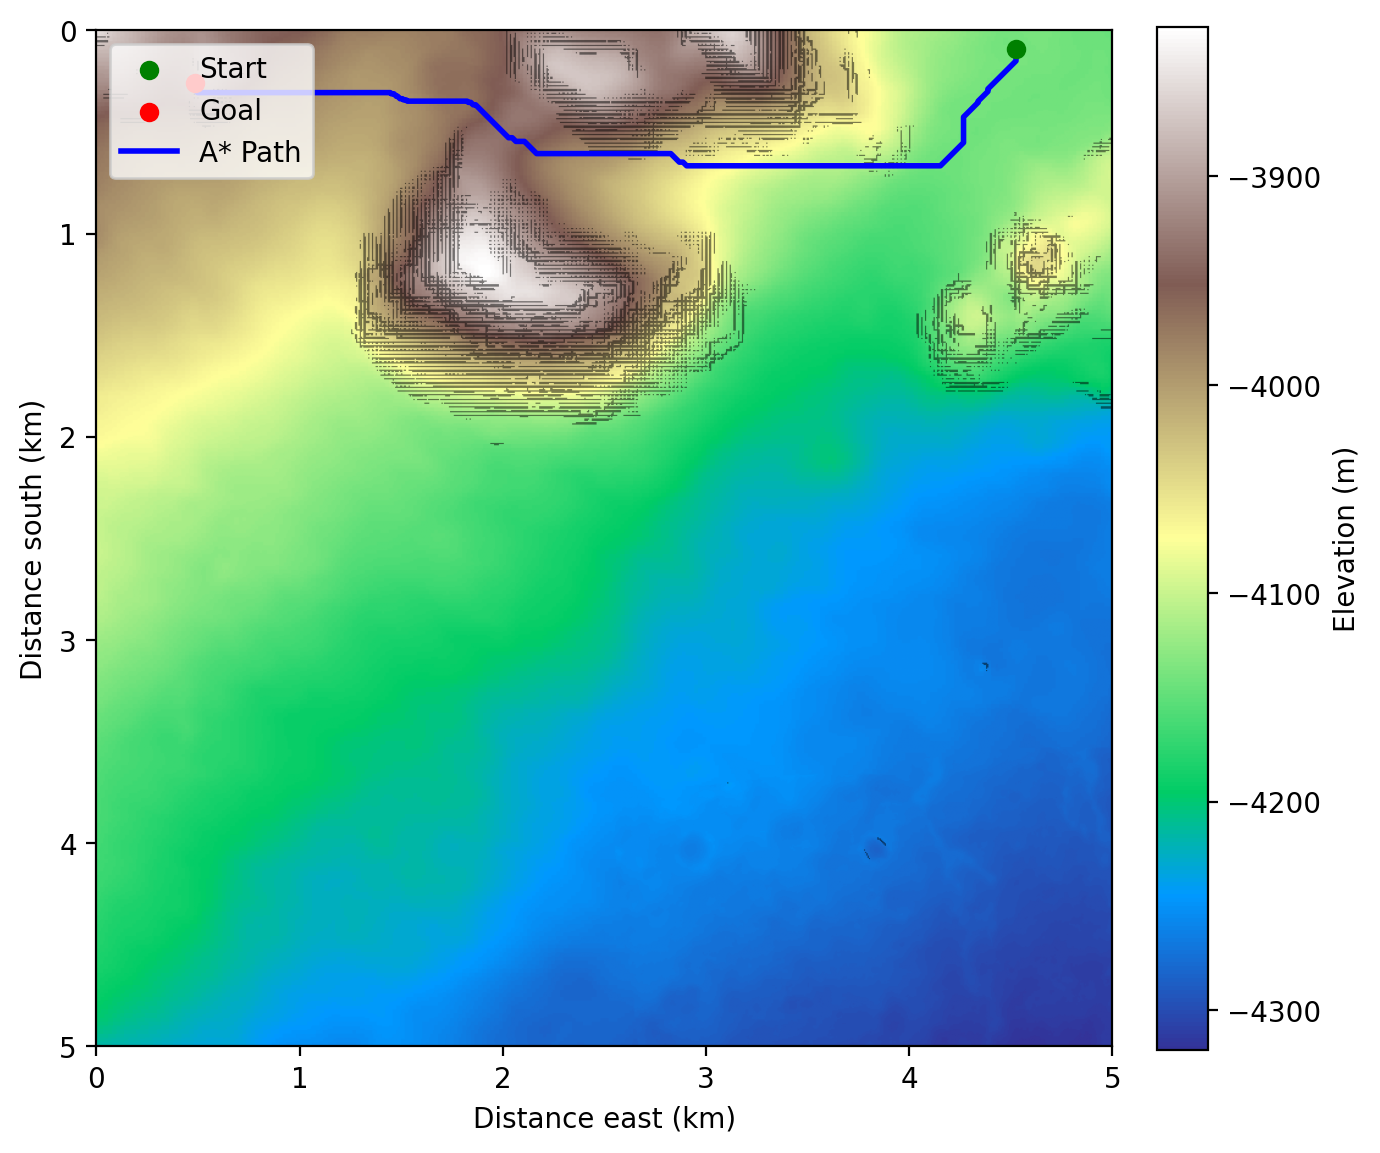 Start
Goal
A* Path
0
1
2
3
4
5
0
1
2
3
4
5
Distance south (km)
Distance east (km)
−3900
−4000
−4100
−4200
−4300
Elevation (m)